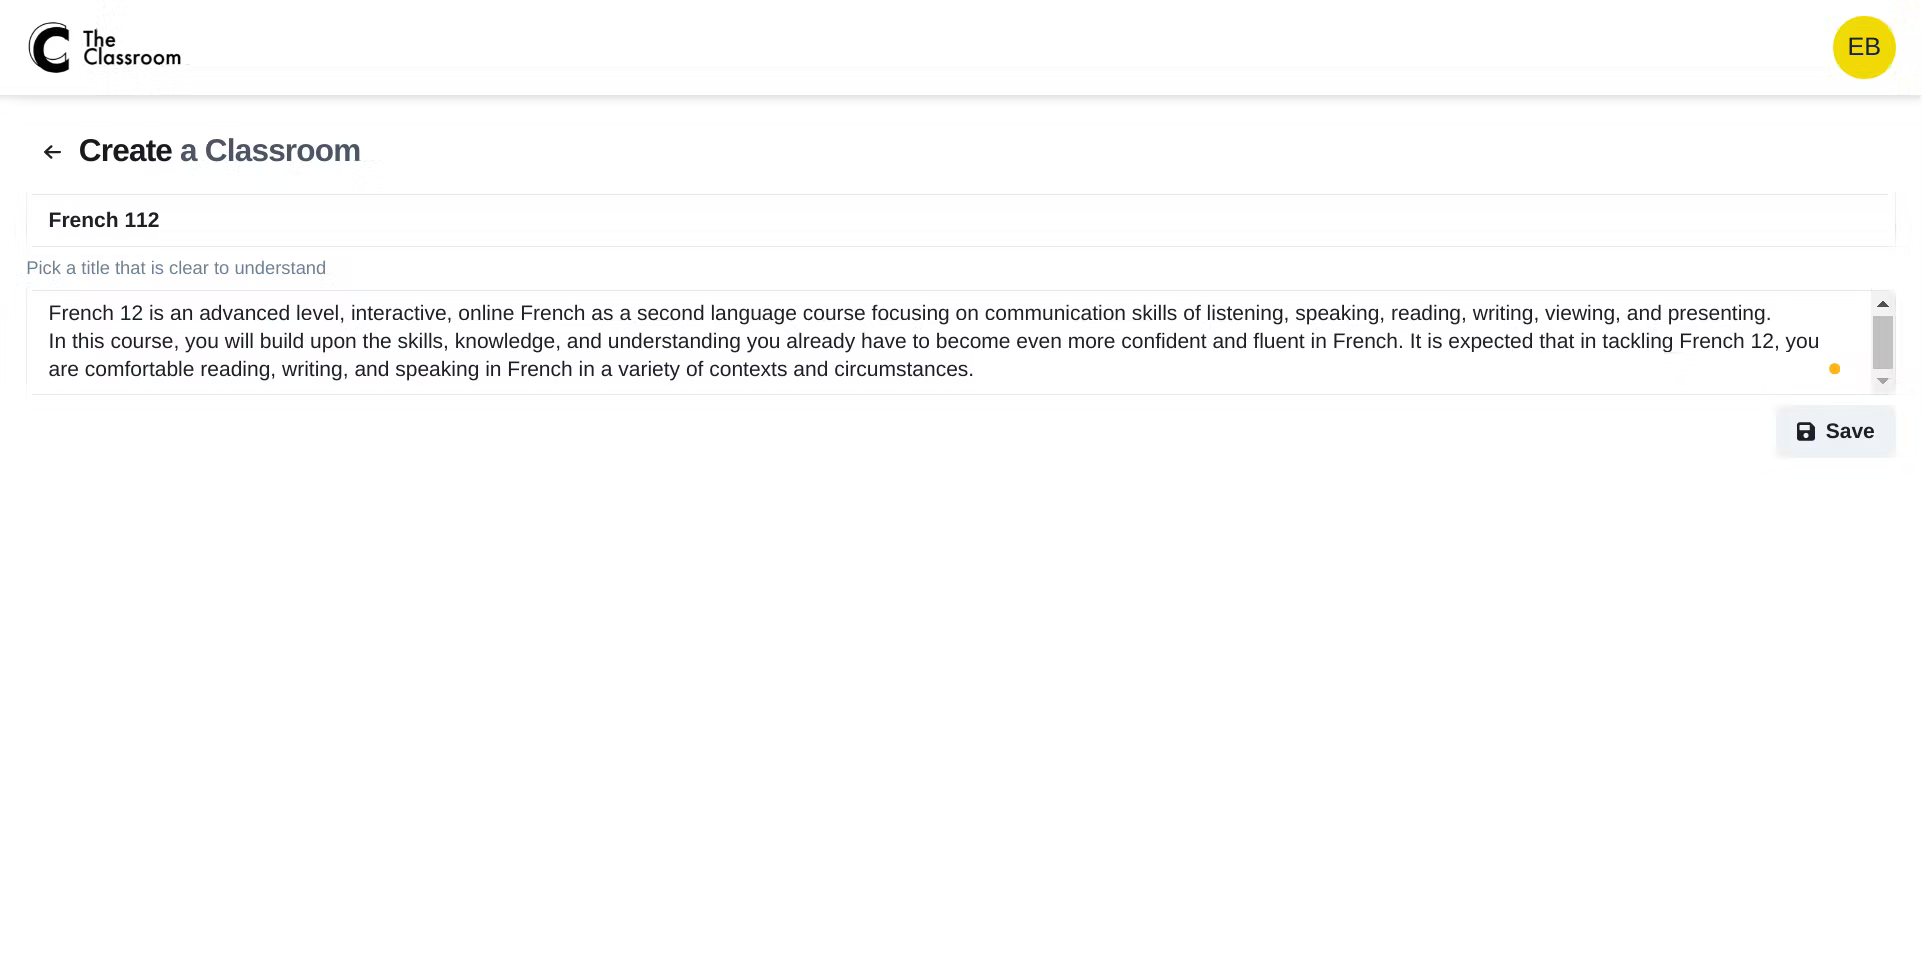 The
Classroom
EB
Create a Classroom
French 112
Pick a title that is clear to understand
French 12 is an advanced level, interactive, online French as a second language course focusing on communication skills of listening, speaking, reading, writing, viewing, and presenting.
In this course, you will build upon the skills, knowledge, and understanding you already have to become even more confident and fluent in French. It is expected that in tackling French 12, you
are comfortable reading, writing, and speaking in French in a variety of contexts and circumstances.
Save